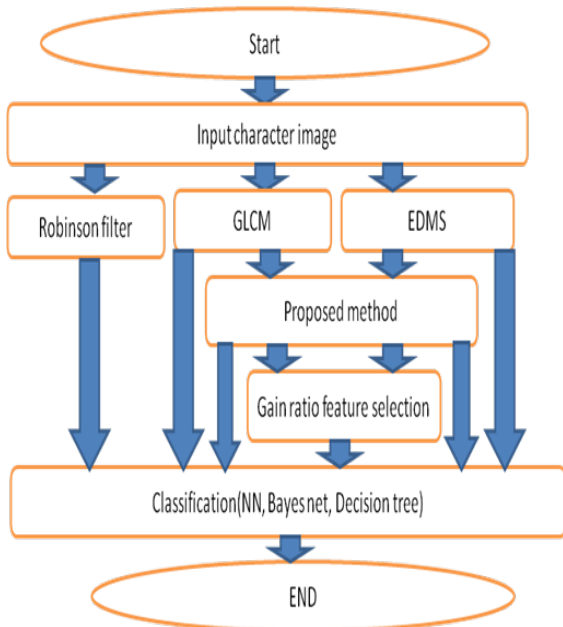 Start
Input character image
Robinson filter
GLCM
EDMS
Proposed method
Gain ratio feature selection
Classification(NN, Bayes net, Decision tree)
END